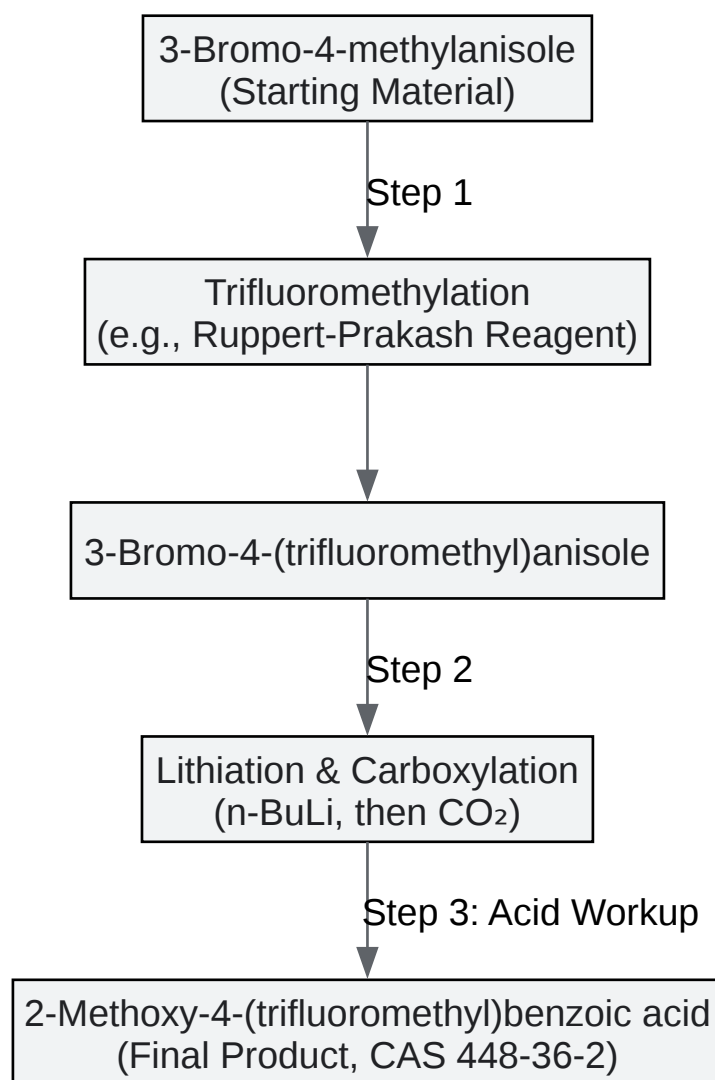 3-Bromo-4-methylanisole
(Starting Material)
Step 1
Trifluoromethylation
(e.g., Ruppert-Prakash Reagent)
3-Bromo-4-(trifluoromethyl)anisole
Step 2
Lithiation & Carboxylation
(n-BuLi, then CO₂)
Step 3: Acid Workup
2-Methoxy-4-(trifluoromethyl)benzoic acid
(Final Product, CAS 448-36-2)